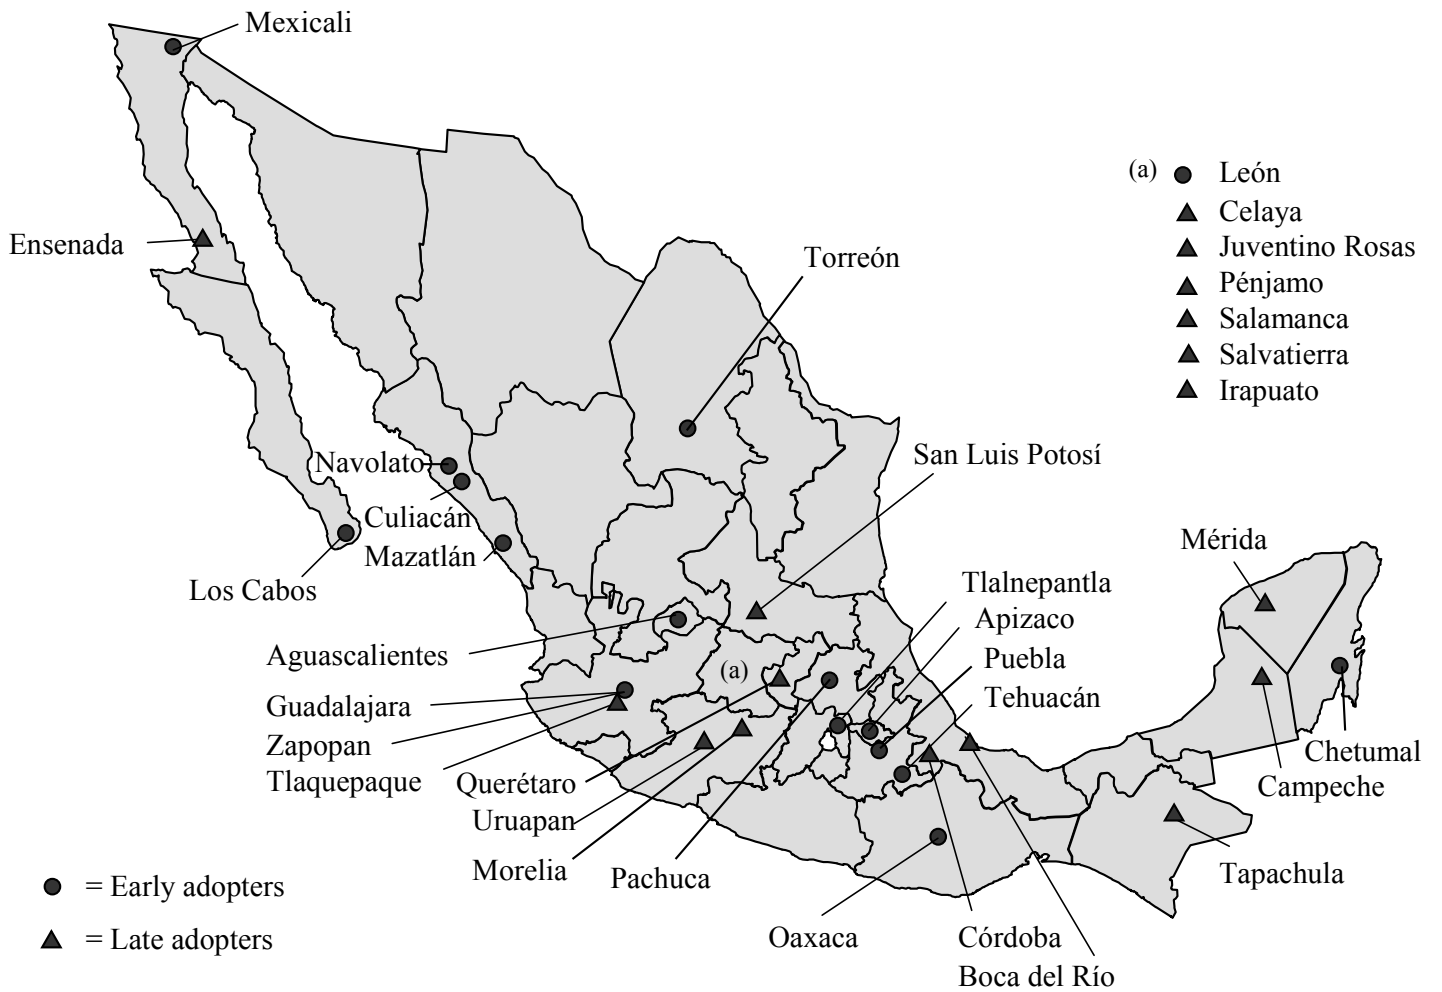 Mexicali
(a) León
Celaya
Ensenada
Juventino Rosas
Torreón
Pénjamo
Salamanca
Salvatierra
Irapuato
San Luis Potosí
Navolato
Culiacán
Mérida
Mazatlán
Tlalnepantla
Los Cabos
Apizaco
Aguascalientes
(a)
Puebla
Tehuacán
Guadalajara
Zapopan
Chetumal
Tlaquepaque
Querétaro
Campeche
Uruapan
Morelia
Pachuca
Tapachula
= Early adopters
Oaxaca
Córdoba
= Late adopters
Boca del Río